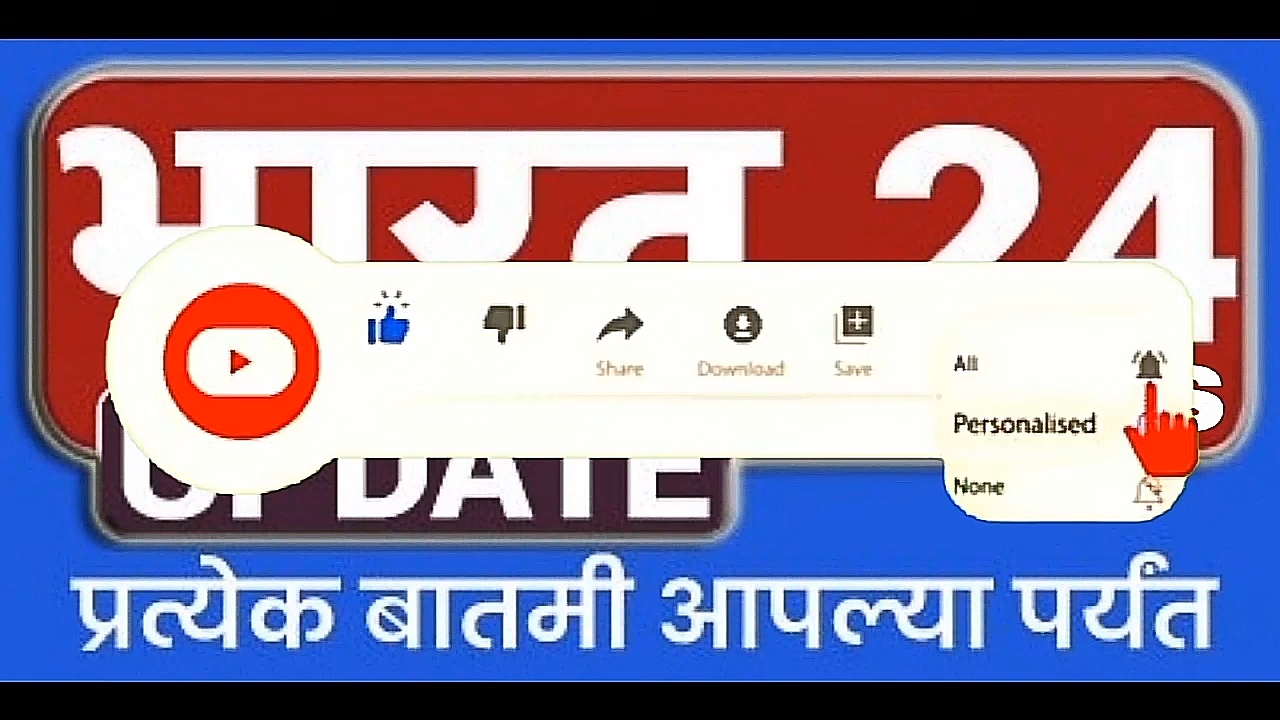 भारत 24
Share Download Save
All
Personalised
None
UPDATE
प्रत्येक बातमी आपल्या पर्यंत